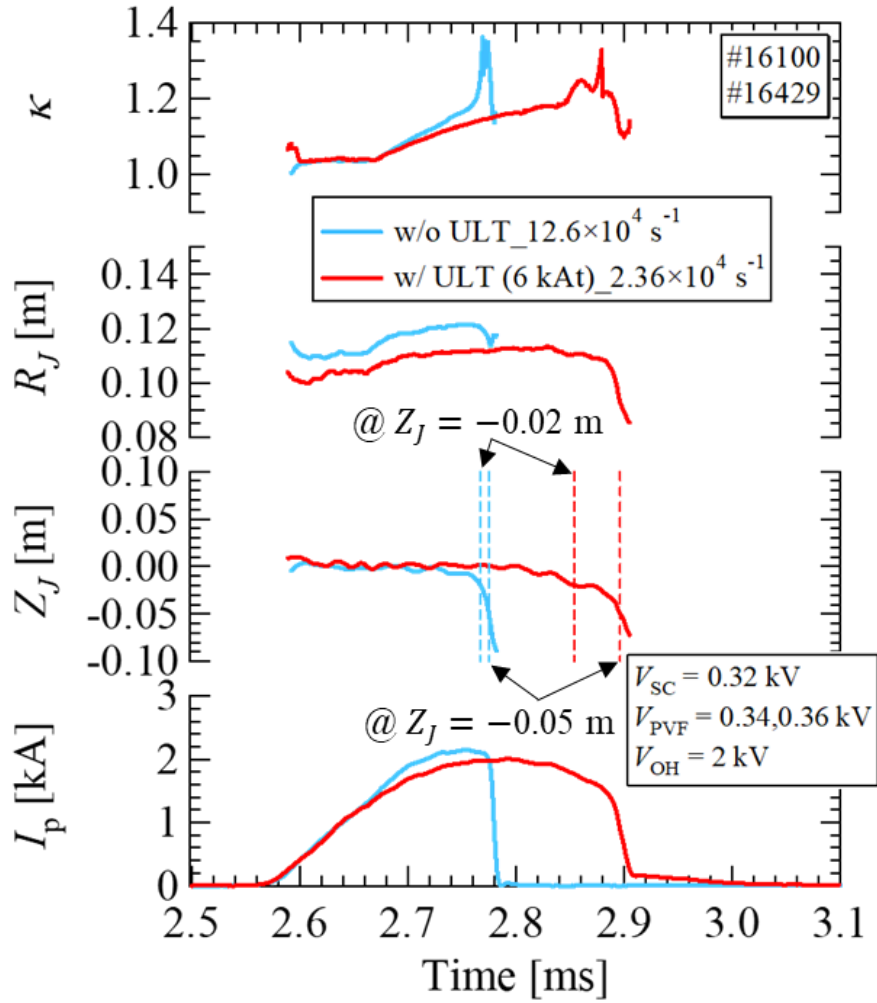 1.4
1.2
1.0
κ
#16100
#16429
w/o ULT_12.6×10⁴ s⁻¹
w/ ULT (6 kAt)_2.36×10⁴ s⁻¹
0.14
0.12
0.10
0.08
R_J [m]
@ Z_J = −0.02 m
0.10
0.05
0.00
-0.05
-0.10
Z_J [m]
@ Z_J = −0.05 m
V_SC = 0.32 kV
V_PVF = 0.34,0.36 kV
V_OH = 2 kV
3
2
1
0
I_p [kA]
2.5 2.6 2.7 2.8 2.9 3.0 3.1
Time [ms]